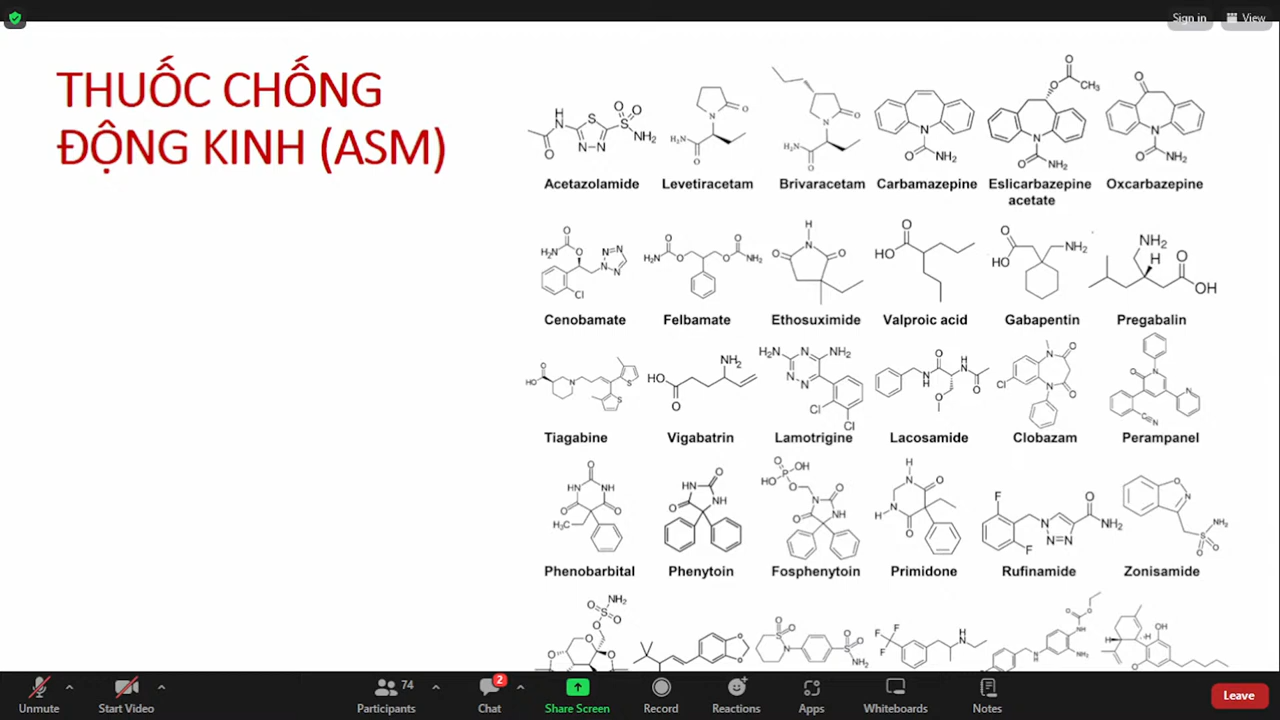 Sign in
View
THUỐC CHỐNG
ĐỘNG KINH (ASM)
Acetazolamide
Levetiracetam
Brivaracetam
Carbamazepine
Eslicarbazepine
acetate
Oxcarbazepine
Cenobamate
Felbamate
Ethosuximide
Valproic acid
Gabapentin
Pregabalin
Tiagabine
Vigabatrin
Lamotrigine
Lacosamide
Clobazam
Perampanel
Phenobarbital
Phenytoin
Fosphenytoin
Primidone
Rufinamide
Zonisamide
Unmute
Start Video
74
Participants
2
Chat
Share Screen
Record
Reactions
Apps
Whiteboards
Notes
Leave